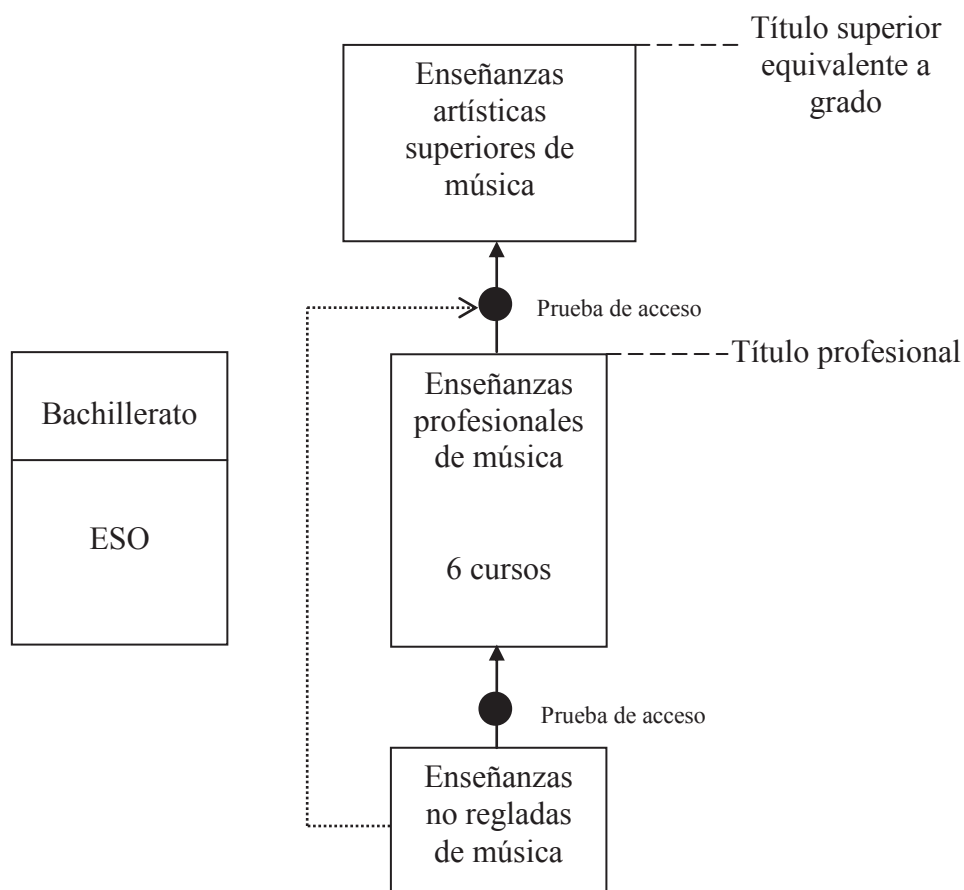 Título superior
equivalente a
grado
Enseñanzas
artísticas
superiores de
música
Prueba de acceso
Título profesional
Enseñanzas
profesionales
de música
6 cursos
Bachillerato
ESO
Prueba de acceso
Enseñanzas
no regladas
de música